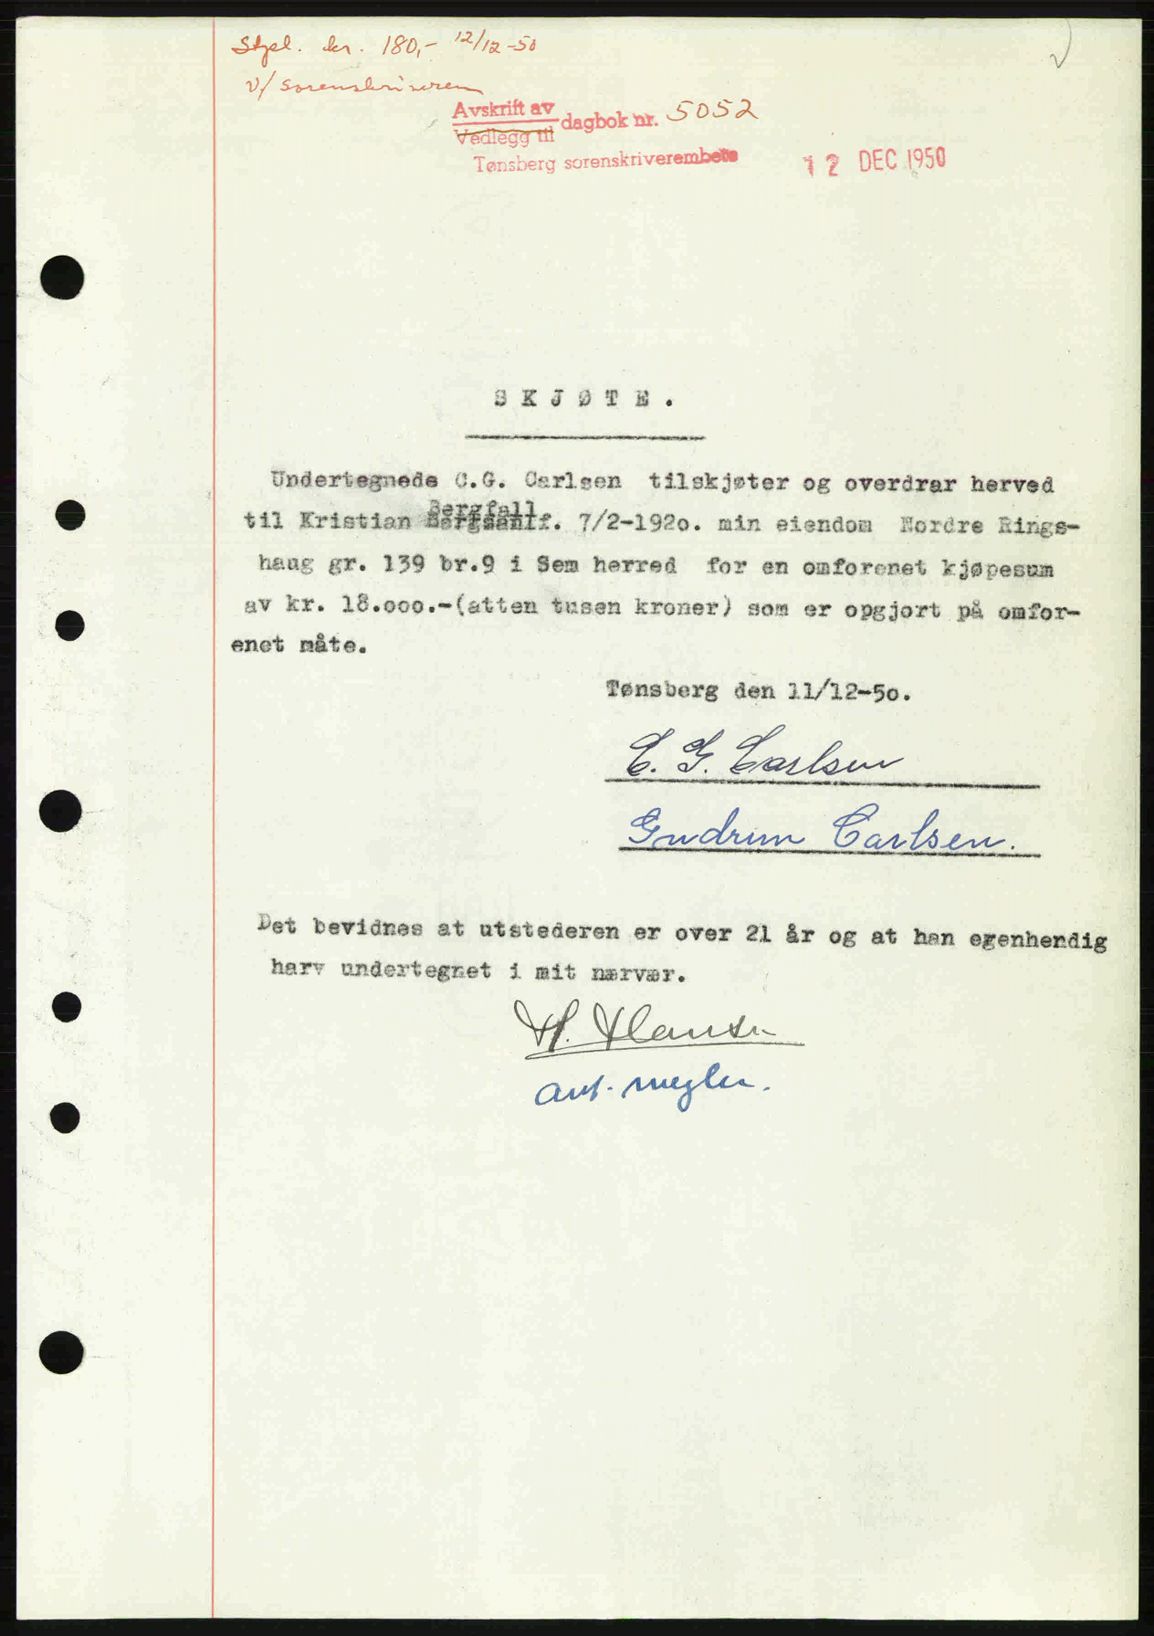 Stpl. kr. 180,- 12/12-50
v/ sorenskriveren
Avskrift av
Vedlegg til
dagbok nr. 5052
Tønsberg sorenskriverembete
12 DEC 1950
SKJØTE.
Undertegnede C.G. Carlsen tilskjøter og overdrar herved
Bergfall
til Kristian f. 7/2-192o. min eiendom Nordre Rings-
haug gr. 139 br.9 i Sem herred for en omforenet kjøpesum
av kr. 18.ooo.-(atten tusen kroner) som er opgjort på omfor-
enet måte.
Tønsberg den 11/12-5o.
C. G. Carlsen
Gudrun Carlsen.
Det bevidnes at utstederen er over 21 år og at han egenhendig
harv undertegnet i mit nærvær.
H. Hansen
aut. megler.